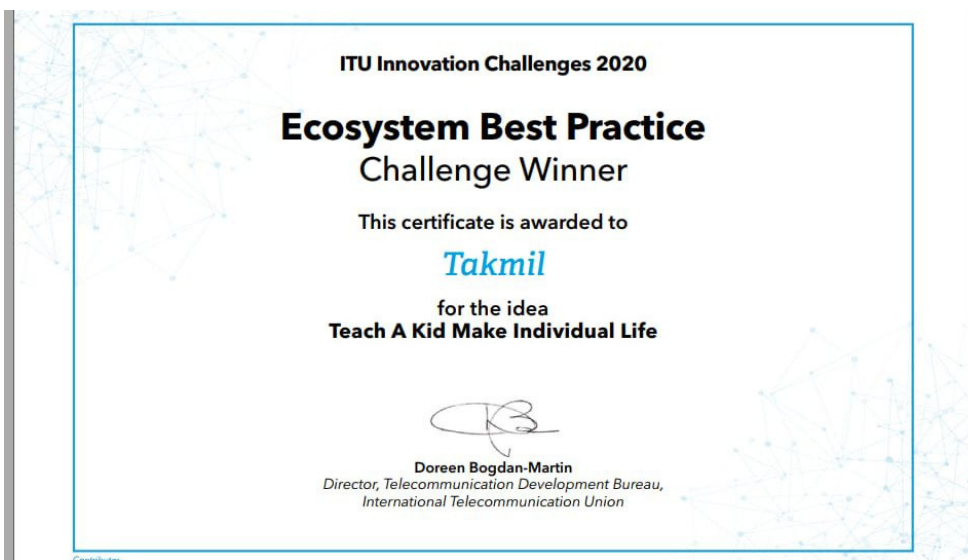 ITU Innovation Challenges 2020
Ecosystem Best Practice
Challenge Winner
This certificate is awarded to
Takmil
for the idea
Teach A Kid Make Individual Life
Doreen Bogdan-Martin
Director, Telecommunication Development Bureau,
International Telecommunication Union